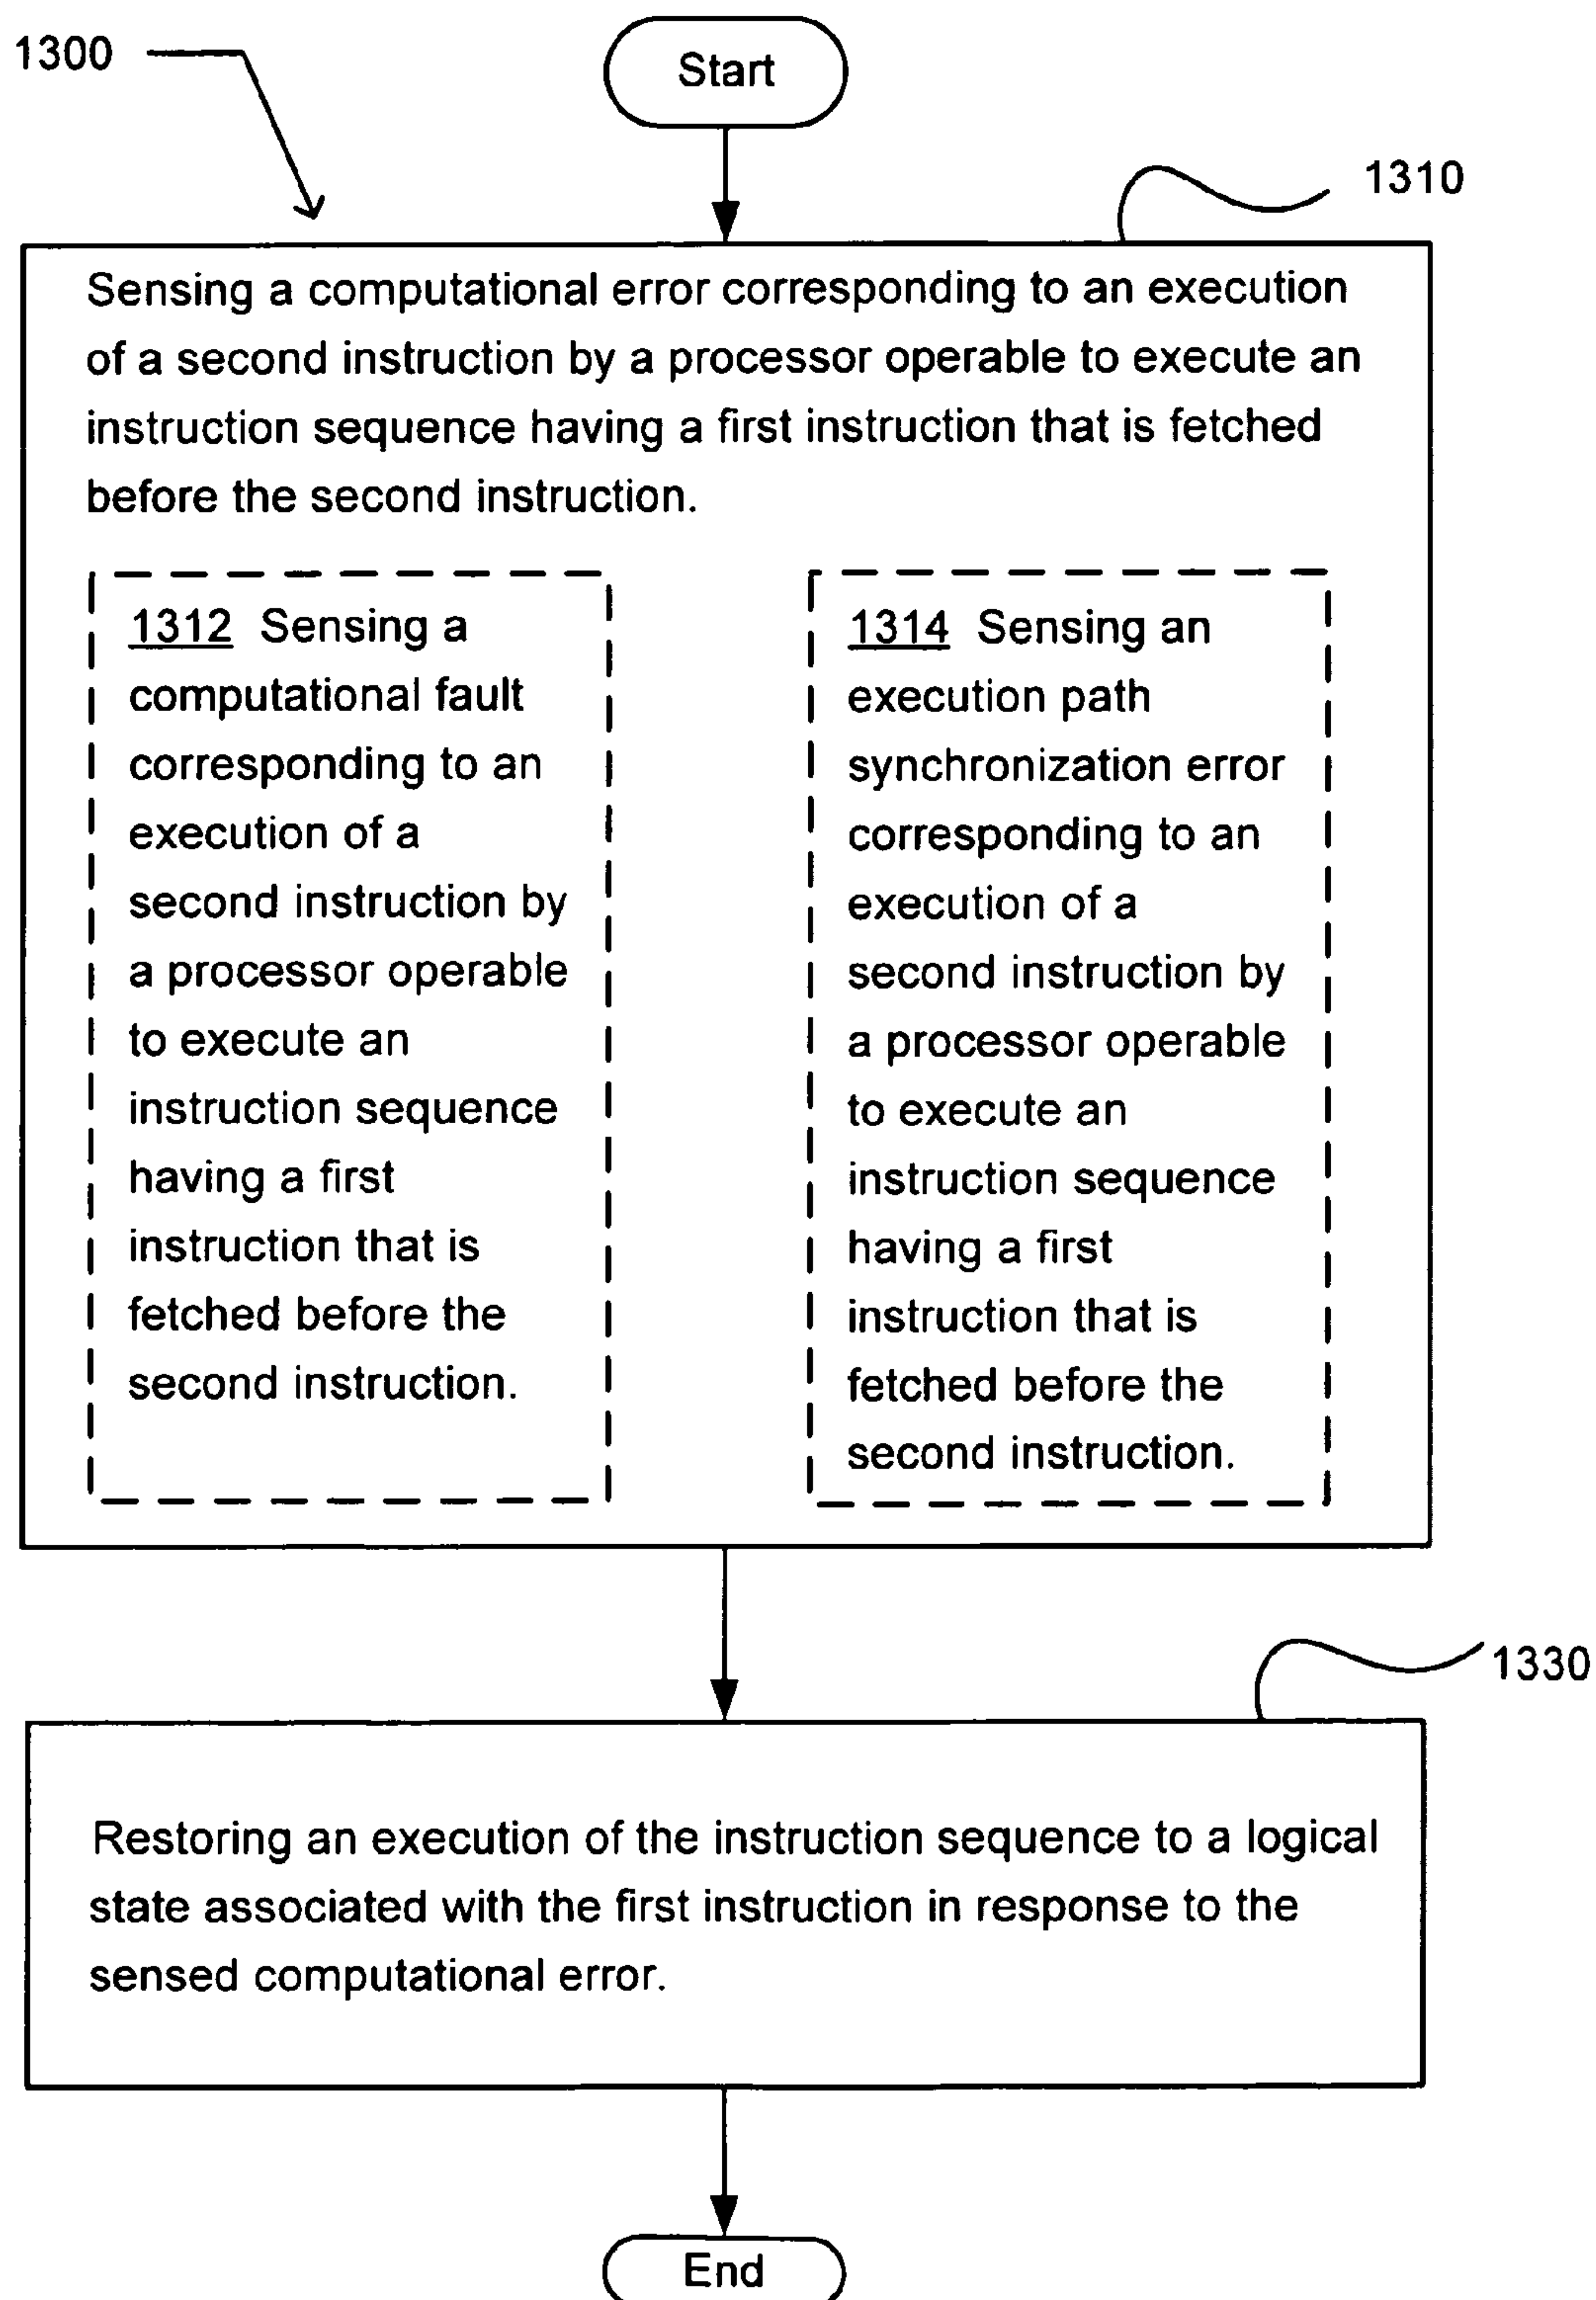 1300
Start
1310
Sensing a computational error corresponding to an execution
of a second instruction by a processor operable to execute an
instruction sequence having a first instruction that is fetched
before the second instruction.
1312 Sensing a
computational fault
corresponding to an
execution of a
second instruction by
a processor operable
to execute an
instruction sequence
having a first
instruction that is
fetched before the
second instruction.
1314 Sensing an
execution path
synchronization error
corresponding to an
execution of a
second instruction by
a processor operable
to execute an
instruction sequence
having a first
instruction that is
fetched before the
second instruction.
1330
Restoring an execution of the instruction sequence to a logical
state associated with the first instruction in response to the
sensed computational error.
End